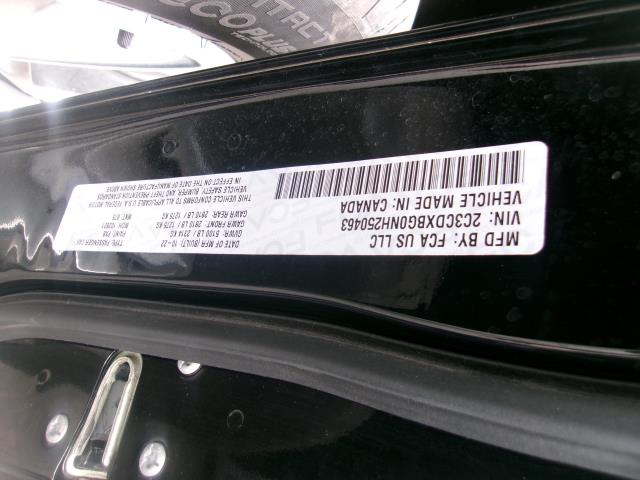 MFD BY: FCA US LLC
VIN: 2C3CDXBG0NH250463
VEHICLE MADE IN: CANADA
DATE OF MFR (BUILT) 10-22
GVWR: 5100 LB 2314 KG
GAWR FRONT: 2810 LB / 1275 KG
GAWR REAR: 2810 LB / 1275 KG
THIS VEHICLE CONFORMS TO ALL APPLICABLE U.S.A. FEDERAL MOTOR
VEHICLE SAFETY, BUMPER, AND THEFT PREVENTION STANDARDS
IN EFFECT ON THE DATE OF MANUFACTURE SHOWN ABOVE
TYPE: PASSENGER CAR
PAINT: PX8
MDH: